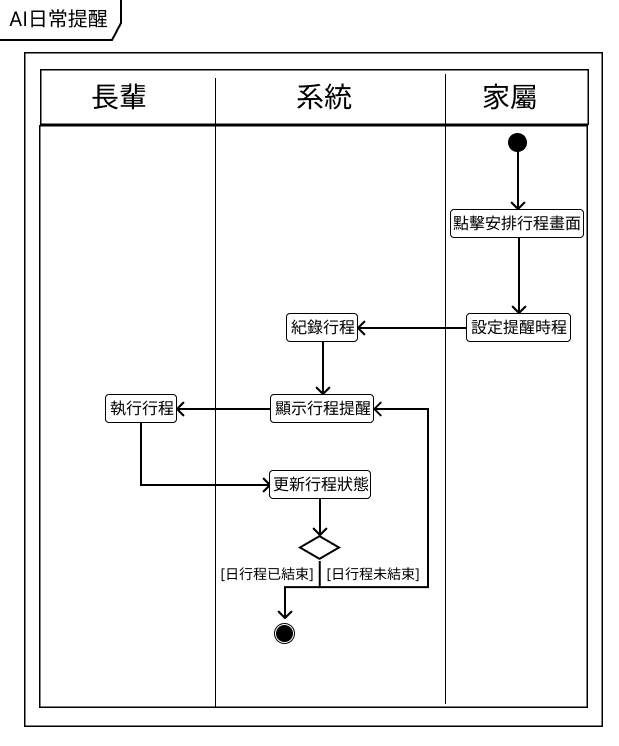 AI日常提醒
長輩
系統
家屬
點擊安排行程畫面
紀錄行程
設定提醒時程
執行行程
顯示行程提醒
更新行程狀態
[日行程已結束]
[日行程未結束]